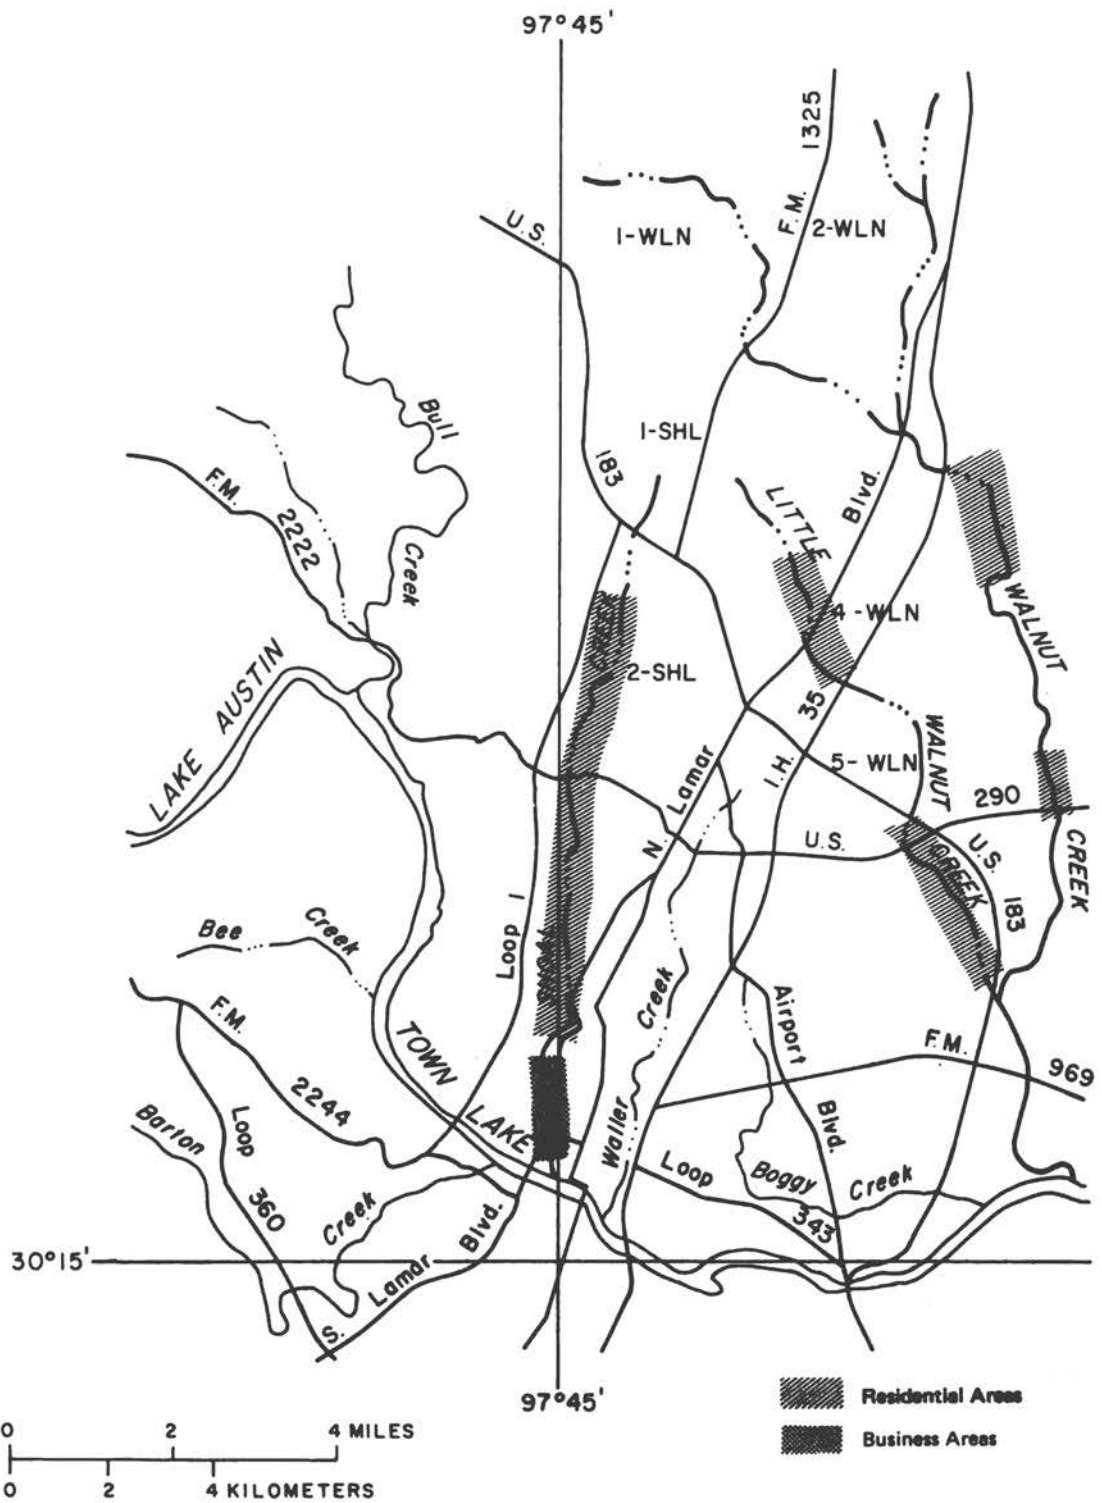 97°45'
1325
F.M.
U.S.
1-WLN
2-WLN
Bull
Creek
1-SHL
183
F.M.
2222
Blvd.
LITTLE
WALNUT
4-WLN
2-SHL
LAKE AUSTIN
35
I.H.
N. Lamar
5-WLN
WALNUT
CREEK
290
U.S.
U.S.
183
CREEK
CREEK
Loop 1
Bee Creek
F.M.
2244
TOWN
LAKE
Waller Creek
Airport
Blvd.
F.M.
969
Barton
Creek
Loop
360
Loop
343
Boggy Creek
S. Lamar Blvd.
30°15'
97°45'
Residential Areas
Business Areas
0 2 4 MILES
0 2 4 KILOMETERS